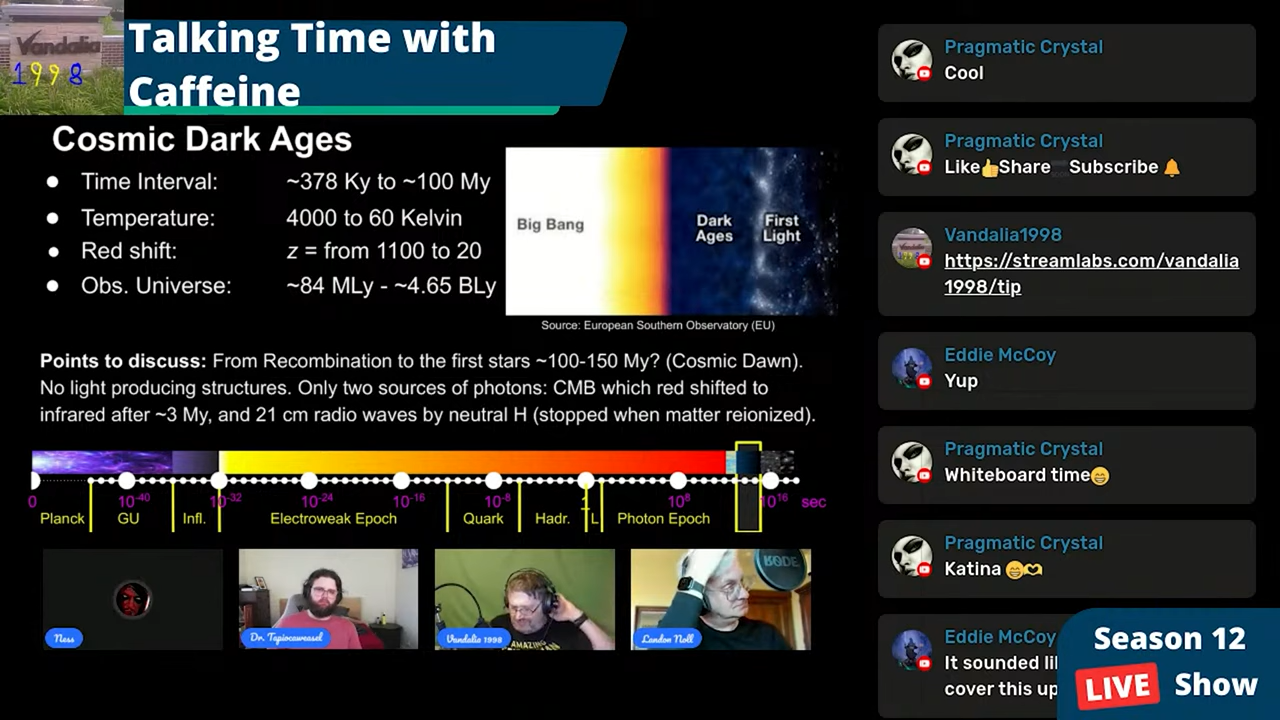 Vandalia
1998
Talking Time with
Caffeine
Cosmic Dark Ages
● Time Interval: ~378 Ky to ~100 My
● Temperature: 4000 to 60 Kelvin
● Red shift: z = from 1100 to 20
● Obs. Universe: ~84 MLy - ~4.65 BLy
Big Bang
Dark
Ages
First
Light
Source: European Southern Observatory (EU)
Points to discuss: From Recombination to the first stars ~100-150 My? (Cosmic Dawn).
No light producing structures. Only two sources of photons: CMB which red shifted to
infrared after ~3 My, and 21 cm radio waves by neutral H (stopped when matter reionized).
0 10⁻⁴⁰ 10⁻³² 10⁻²⁴ 10⁻¹⁶ 10⁻⁸ 1 10⁸ 10¹⁶ sec
Planck GU Infl. Electroweak Epoch Quark Hadr. L Photon Epoch
Ness
Dr. Tapiocaweasel
Vandalia 1998
AMAZING
Landon Noll
RODE
Pragmatic Crystal
Cool
Pragmatic Crystal
Like👍Share Subscribe 🔔
Vandalia1998
https://streamlabs.com/vandalia
1998/tip
Eddie McCoy
Yup
Pragmatic Crystal
Whiteboard time😁
Pragmatic Crystal
Katina 😁🫶
Eddie McCoy
It sounded li
cover this up
Season 12
LIVE Show